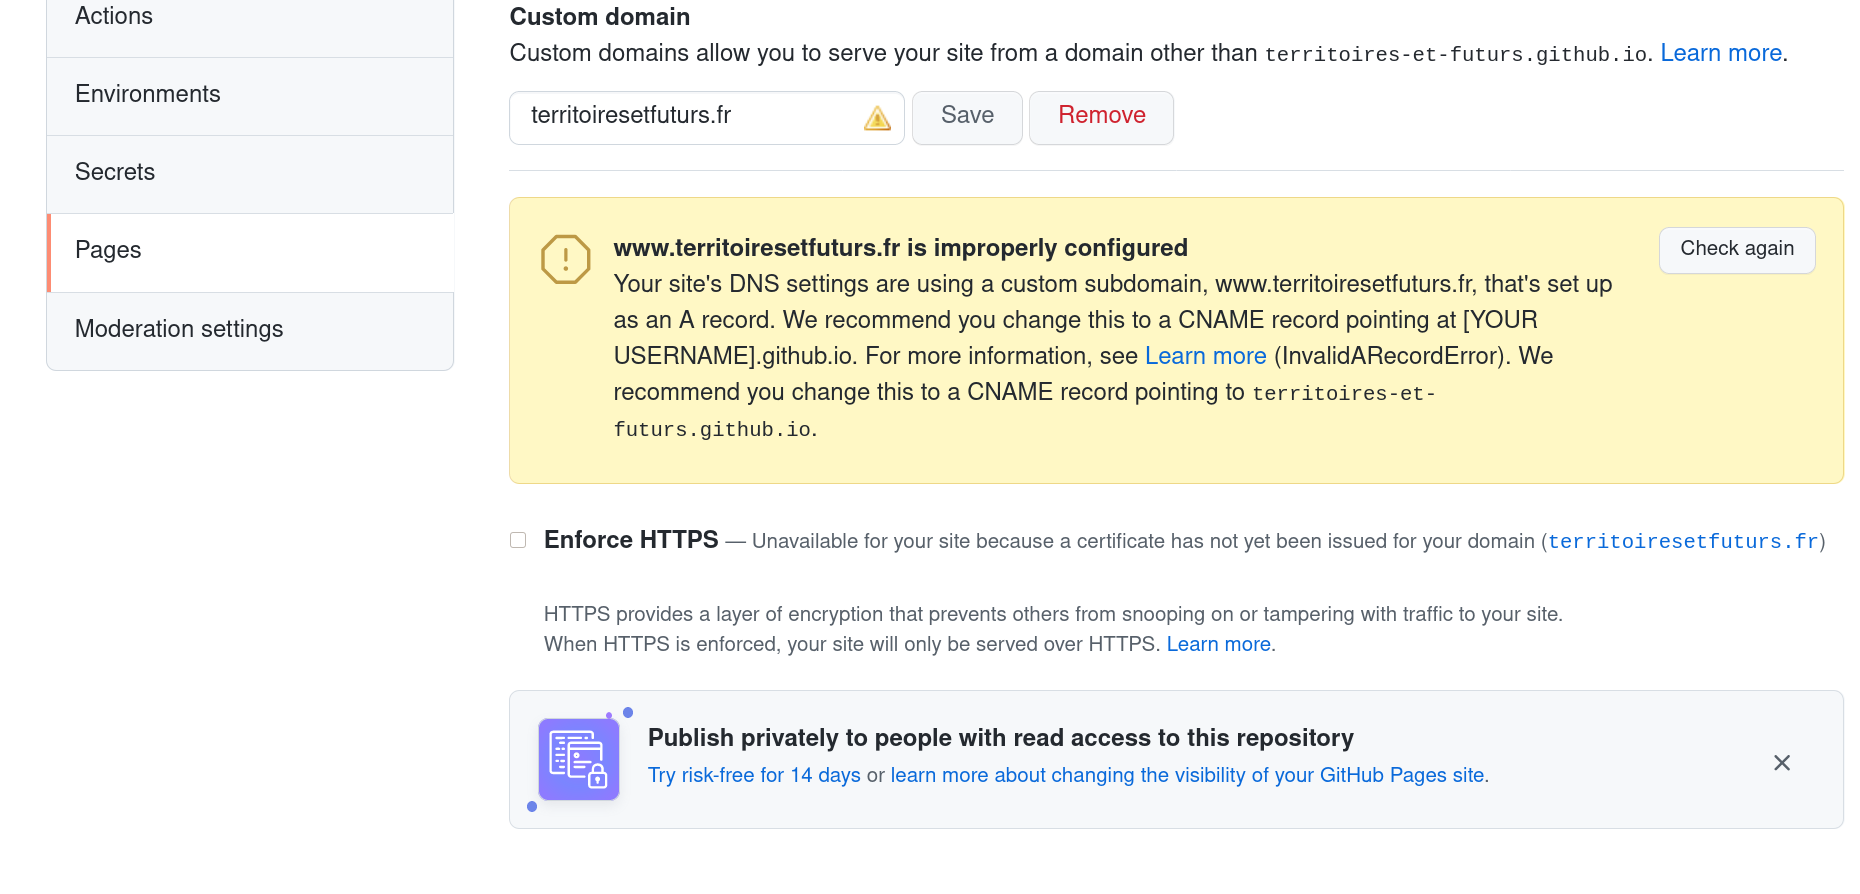 Actions
Environments
Secrets
Pages
Moderation settings
Custom domain
Custom domains allow you to serve your site from a domain other than territoires-et-futurs.github.io. Learn more.
territoiresetfuturs.fr
Save
Remove
www.territoiresetfuturs.fr is improperly configured
Check again
Your site's DNS settings are using a custom subdomain, www.territoiresetfuturs.fr, that's set up
as an A record. We recommend you change this to a CNAME record pointing at [YOUR
USERNAME].github.io. For more information, see Learn more (InvalidARecordError). We
recommend you change this to a CNAME record pointing to territoires-et-
futurs.github.io.
Enforce HTTPS — Unavailable for your site because a certificate has not yet been issued for your domain (territoiresetfuturs.fr)
HTTPS provides a layer of encryption that prevents others from snooping on or tampering with traffic to your site.
When HTTPS is enforced, your site will only be served over HTTPS. Learn more.
Publish privately to people with read access to this repository
Try risk-free for 14 days or learn more about changing the visibility of your GitHub Pages site.